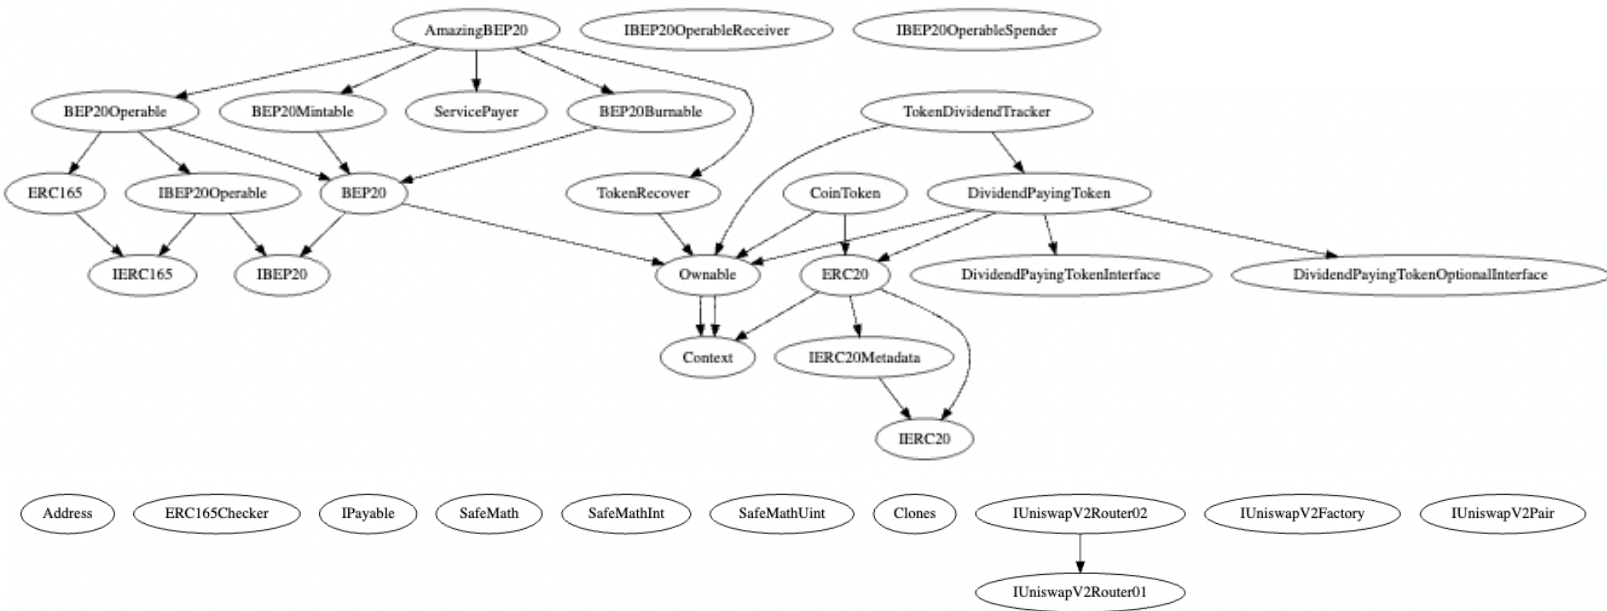 AmazingBEP20
IBEP20OperableReceiver
IBEP20OperableSpender
BEP20Operable
BEP20Mintable
ServicePayer
BEP20Burnable
TokenDividendTracker
ERC165
IBEP20Operable
BEP20
TokenRecover
CoinToken
DividendPayingToken
IERC165
IBEP20
Ownable
ERC20
DividendPayingTokenInterface
DividendPayingTokenOptionalInterface
Context
IERC20Metadata
IERC20
Address
ERC165Checker
IPayable
SafeMath
SafeMathInt
SafeMathUint
Clones
IUniswapV2Router02
IUniswapV2Factory
IUniswapV2Pair
IUniswapV2Router01